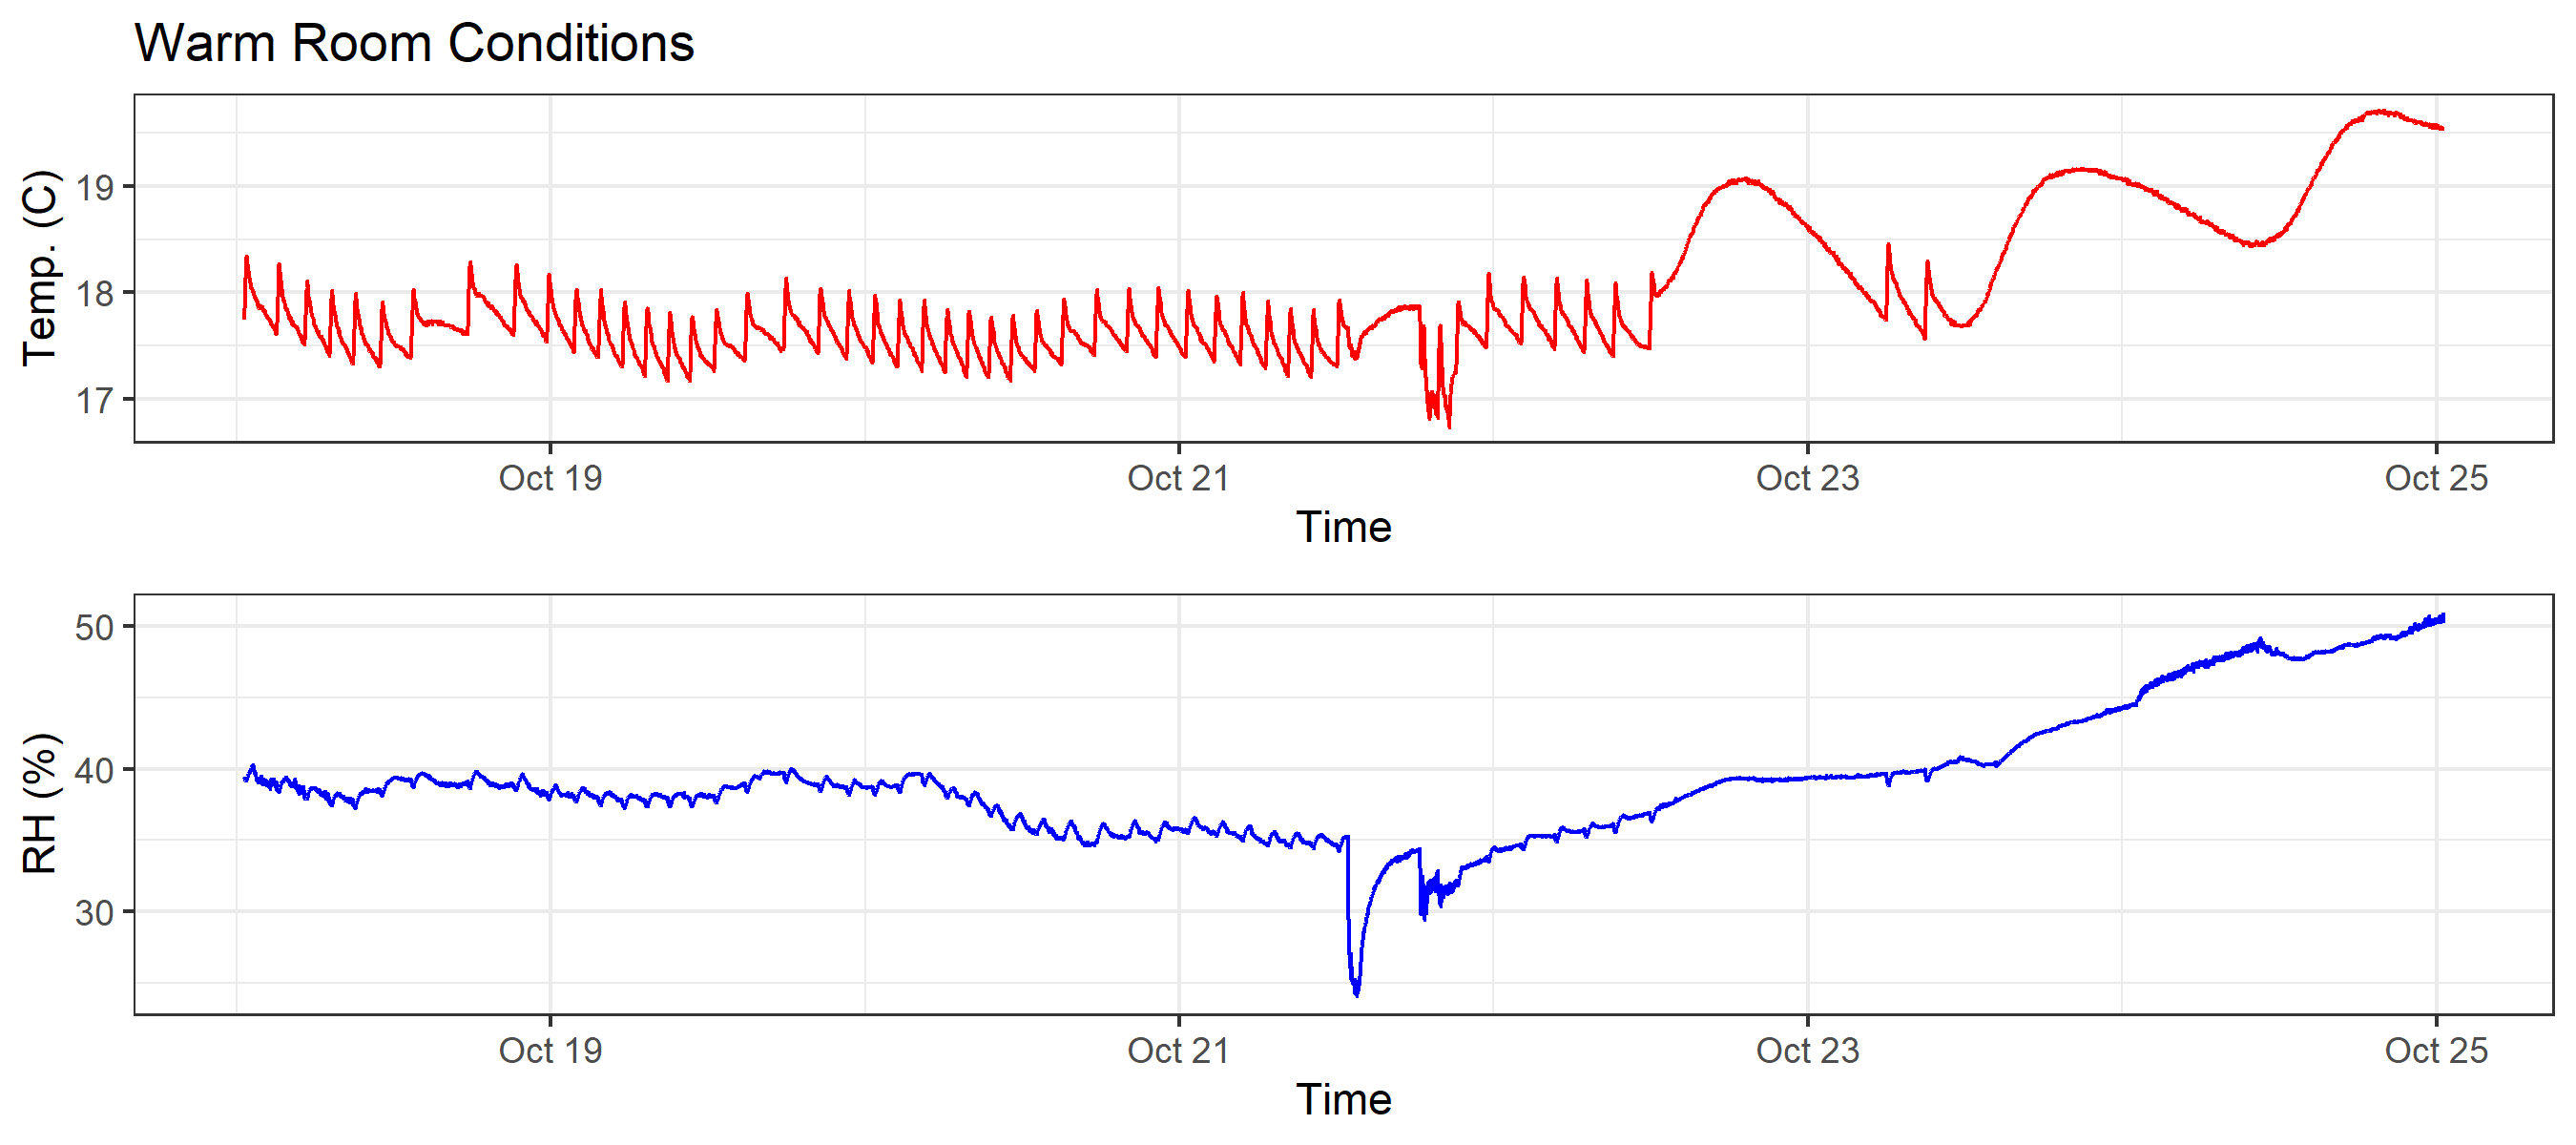 Warm Room Conditions
Temp. (C)
19
18
17
Oct 19 Oct 21 Oct 23 Oct 25
Time
RH (%)
50
40
30
Oct 19 Oct 21 Oct 23 Oct 25
Time